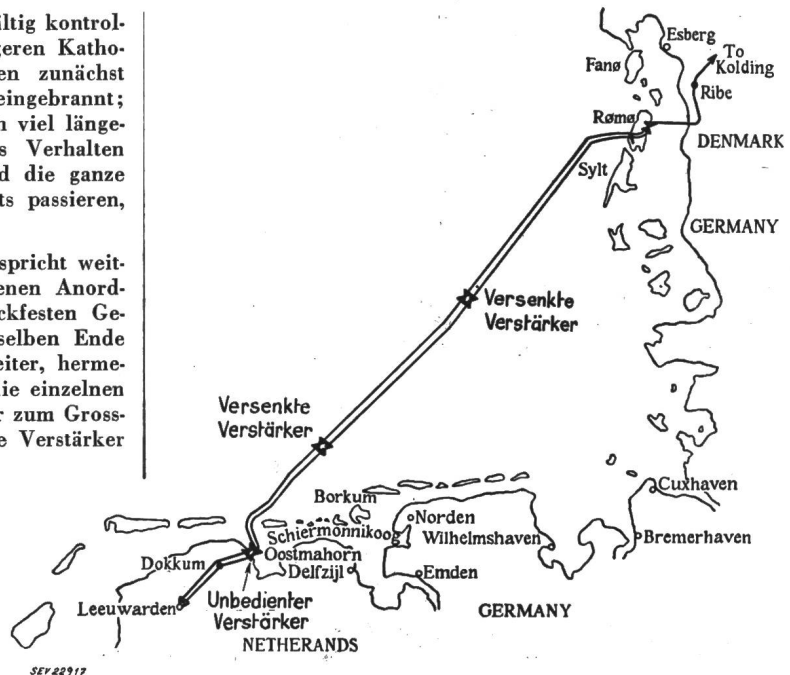 ltig kontrol-
geren Katho-
en zunächst
eingebrannt;
n viel länge-
s Verhalten
d die ganze
ts passieren,
spricht weit-
enen Anord-
ckfesten Ge-
selben Ende
eiter, herme-
ie einzelnen
r zum Gross-
e Verstärker
Esberg
To
Kolding
Fanø
Ribe
Rømø
DENMARK
Sylt
GERMANY
Versenkte
Verstärker
Versenkte
Verstärker
Cuxhaven
Borkum
Norden
Schiermonnikoog
Wilhelmshaven
Bremerhaven
Oostmahorn
Dokkum
Delfzijl
Emden
Leeuwarden
Unbedienter
Verstärker
GERMANY
NETHERANDS
SEV22917